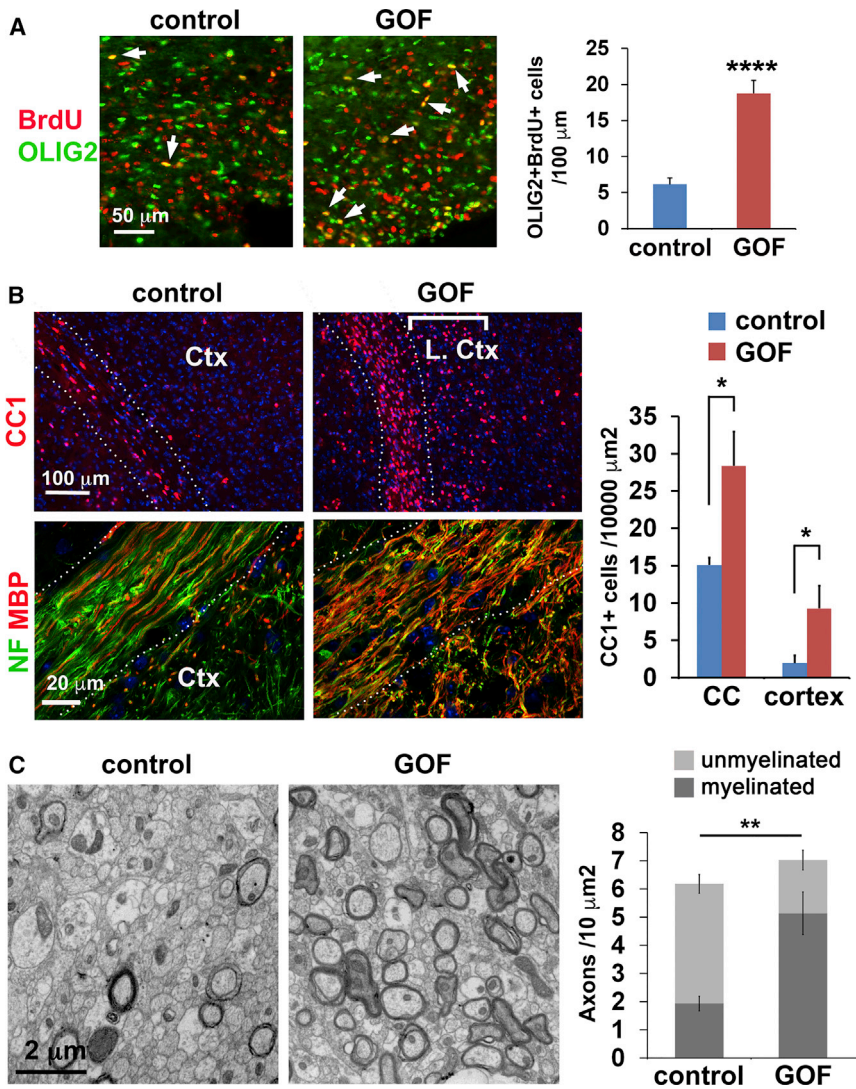 A
control
GOF
BrdU
OLIG2
50 μm
OLIG2+BrdU+ cells
/100 μm
25
20
15
10
5
0
****
control GOF
B
control
GOF
CC1
Ctx
100 μm
L. Ctx
NF MBP
Ctx
20 μm
control
GOF
CC1+ cells /10000 μm2
35
30
25
20
15
10
5
0
*
*
CC cortex
C
control
GOF
2 μm
unmyelinated
myelinated
Axons /10 μm2
8
7
6
5
4
3
2
1
0
**
control GOF